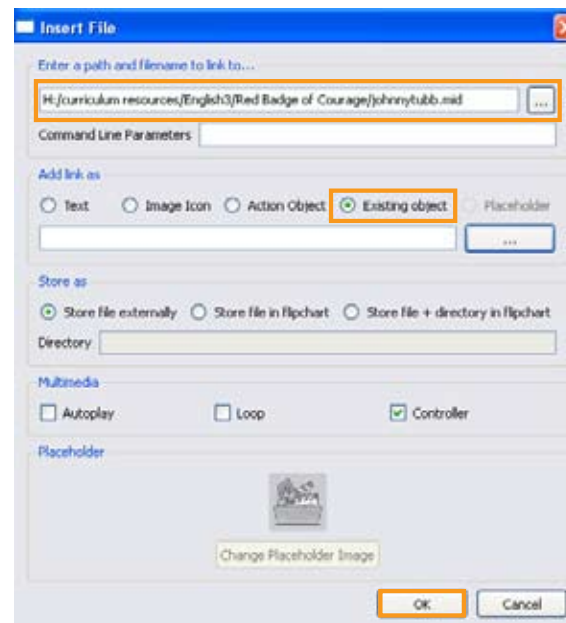 Insert File
Enter a path and filename to link to...
H:/curriculum resources/English3/Red Badge of Courage/johnnytubb.mid ...
Command Line Parameters
Add link as
Text Image Icon Action Object Existing object Placeholder
...
Store as
Store file externally Store file in flipchart Store file + directory in flipchart
Directory
Multimedia
Autoplay Loop Controller
Placeholder
Change Placeholder Image
OK Cancel